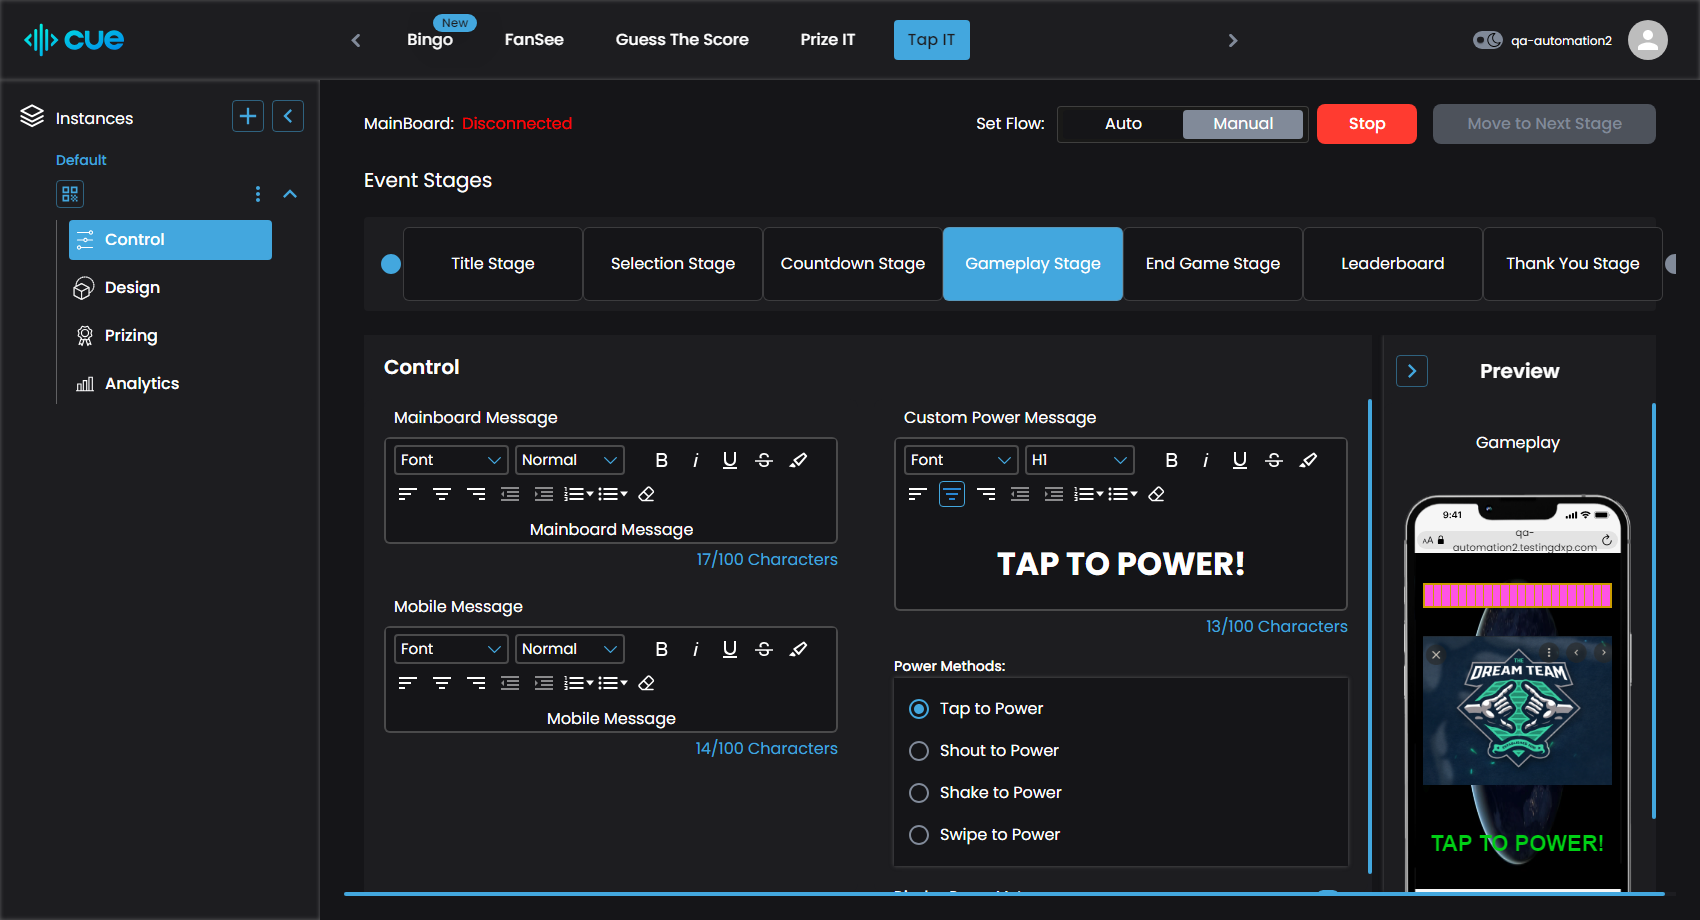 cue
New
Bingo
FanSee
Guess The Score
Prize IT
Tap IT
qa-automation2
Instances
Default
Control
Design
Prizing
Analytics
MainBoard: Disconnected
Set Flow:
Auto
Manual
Stop
Move to Next Stage
Event Stages
Title Stage
Selection Stage
Countdown Stage
Gameplay Stage
End Game Stage
Leaderboard
Thank You Stage
Control
Mainboard Message
Font
Normal
B i U S
Mainboard Message
17/100 Characters
Mobile Message
Font
Normal
B i U S
Mobile Message
14/100 Characters
Custom Power Message
Font
H1
B i U S
TAP TO POWER!
13/100 Characters
Power Methods:
Tap to Power
Shout to Power
Shake to Power
Swipe to Power
Preview
Gameplay
9:41
AA
qa-
automation2.testingdxp.com
THE
DREAM TEAM
TAP TO POWER!